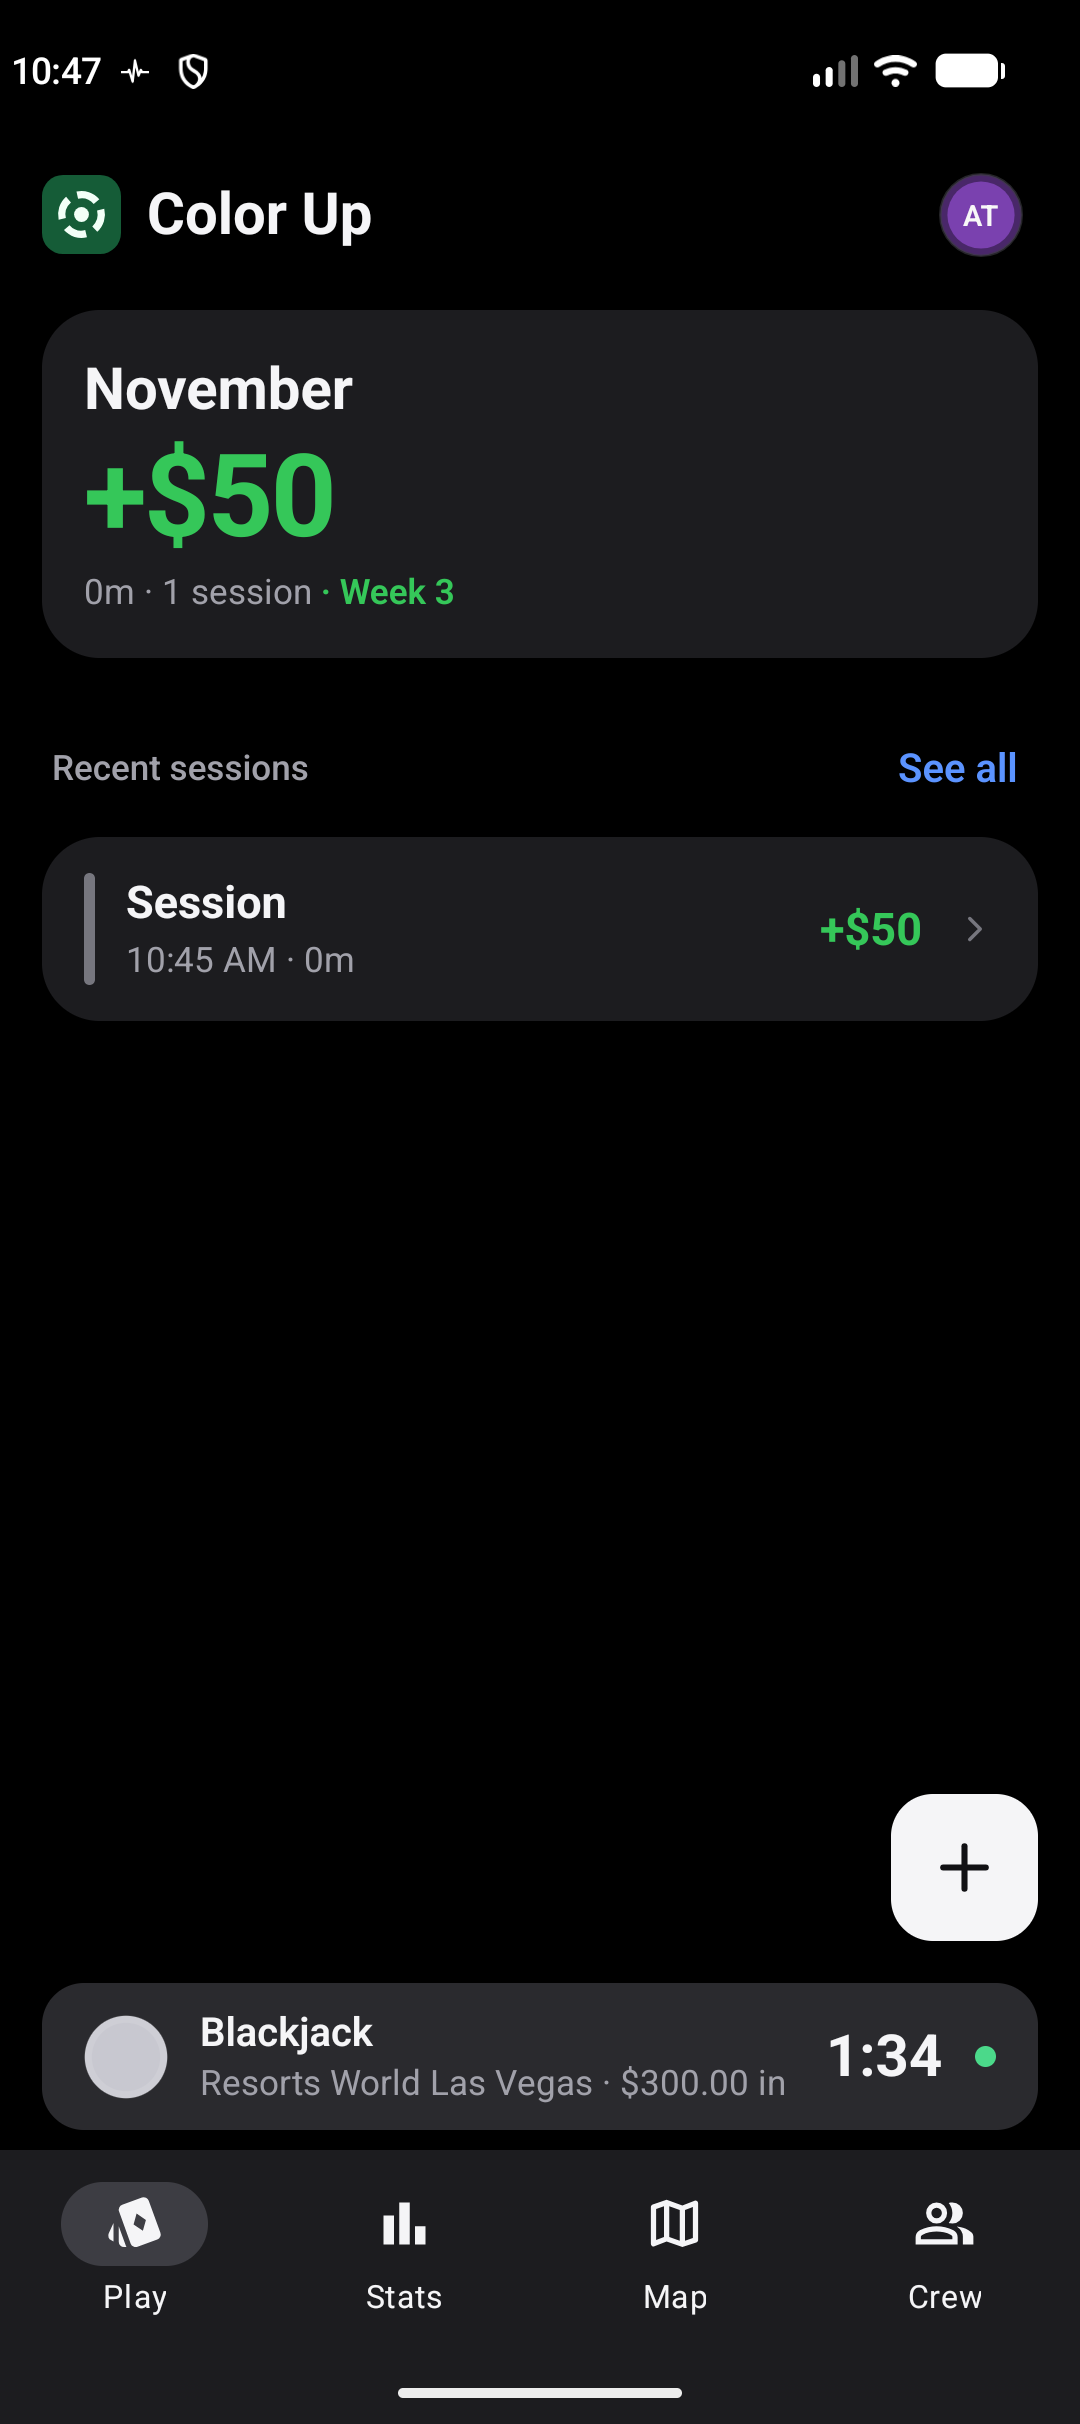 10:47
Color Up
AT
November
+$50
0m · 1 session · Week 3
Recent sessions
See all
Session
10:45 AM · 0m
+$50
Blackjack
Resorts World Las Vegas · $300.00 in
1:34
Play
Stats
Map
Crew